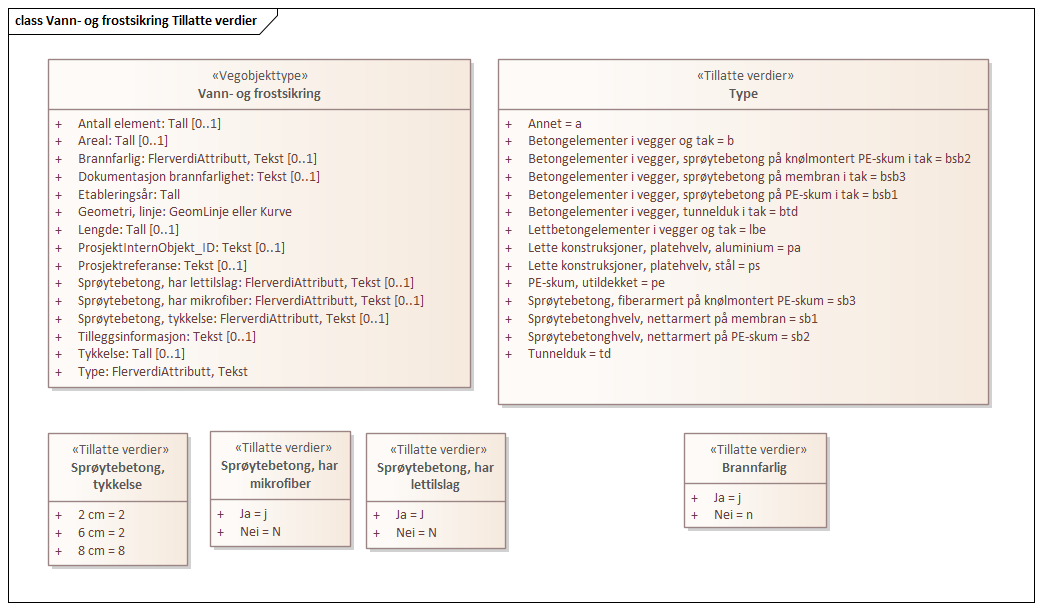 class Vann- og frostsikring Tillatte verdier
«Vegobjekttype»
Vann- og frostsikring
+ Antall element: Tall [0..1]
+ Areal: Tall [0..1]
+ Brannfarlig: FlerverdiAttributt, Tekst [0..1]
+ Dokumentasjon brannfarlighet: Tekst [0..1]
+ Etableringsår: Tall
+ Geometri, linje: GeomLinje eller Kurve
+ Lengde: Tall [0..1]
+ ProsjektInternObjekt_ID: Tekst [0..1]
+ Prosjektreferanse: Tekst [0..1]
+ Sprøytebetong, har lettilslag: FlerverdiAttributt, Tekst [0..1]
+ Sprøytebetong, har mikrofiber: FlerverdiAttributt, Tekst [0..1]
+ Sprøytebetong, tykkelse: FlerverdiAttributt, Tekst [0..1]
+ Tilleggsinformasjon: Tekst [0..1]
+ Tykkelse: Tall [0..1]
+ Type: FlerverdiAttributt, Tekst
«Tillatte verdier»
Type
+ Annet = a
+ Betongelementer i vegger og tak = b
+ Betongelementer i vegger, sprøytebetong på knølmontert PE-skum i tak = bsb2
+ Betongelementer i vegger, sprøytebetong på membran i tak = bsb3
+ Betongelementer i vegger, sprøytebetong på PE-skum i tak = bsb1
+ Betongelementer i vegger, tunnelduk i tak = btd
+ Lettbetongelementer i vegger og tak = lbe
+ Lette konstruksjoner, platehvelv, aluminium = pa
+ Lette konstruksjoner, platehvelv, stål = ps
+ PE-skum, utildekket = pe
+ Sprøytebetong, fiberarmert på knølmontert PE-skum = sb3
+ Sprøytebetonghvelv, nettarmert på membran = sb1
+ Sprøytebetonghvelv, nettarmert på PE-skum = sb2
+ Tunnelduk = td
«Tillatte verdier»
Sprøytebetong,
tykkelse
+ 2 cm = 2
+ 6 cm = 2
+ 8 cm = 8
«Tillatte verdier»
Sprøytebetong, har
mikrofiber
+ Ja = j
+ Nei = N
«Tillatte verdier»
Sprøytebetong, har
lettilslag
+ Ja = J
+ Nei = N
«Tillatte verdier»
Brannfarlig
+ Ja = j
+ Nei = n